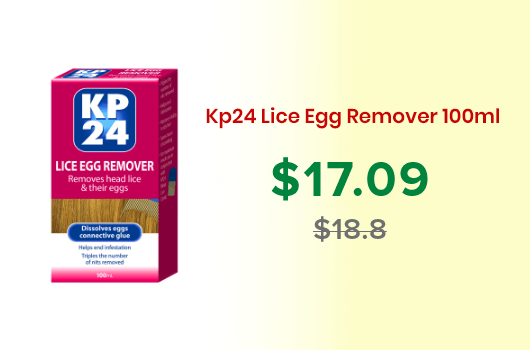 KP
24
LICE EGG REMOVER
Removes head lice
& their eggs
Dissolves eggs
connective glue
Helps end infestation
Triples the number
of nits removed
100mL
Kp24 Lice Egg Remover 100ml
$17.09
$18.8